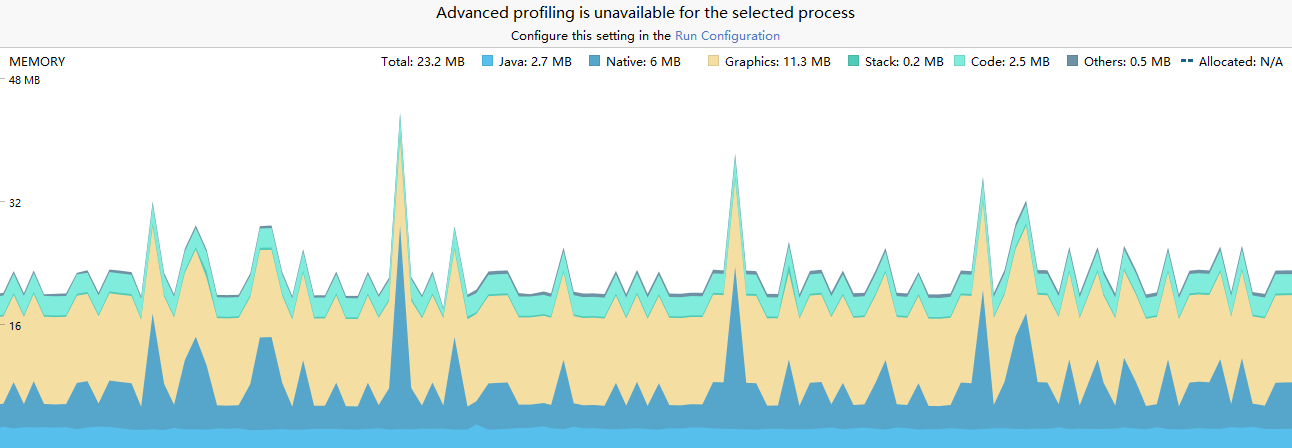 Advanced profiling is unavailable for the selected process
Configure this setting in the Run Configuration
MEMORY Total: 23.2 MB Java: 2.7 MB Native: 6 MB Graphics: 11.3 MB Stack: 0.2 MB Code: 2.5 MB Others: 0.5 MB Allocated: N/A
48 MB
32
16